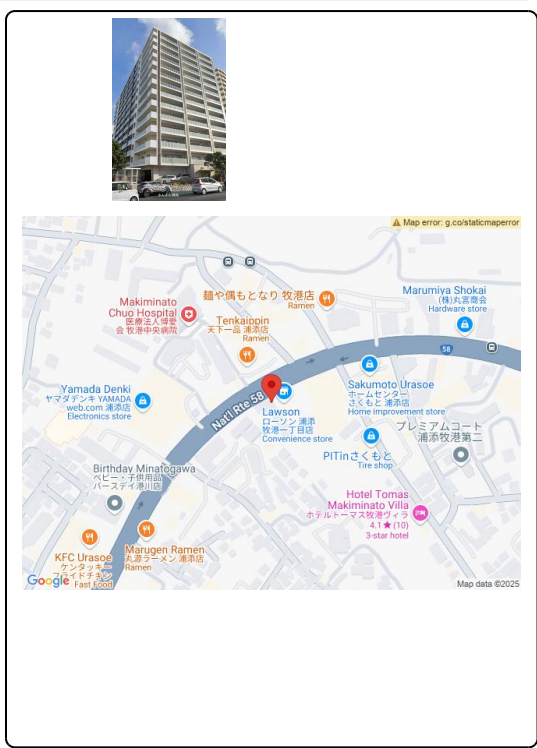 Map error: g.co/staticmaperror
麺や偶もとなり 牧港店
Ramen
Marumiya Shokai
(株)丸宮商会
Hardware store
Makiminato
Chuo Hospital
医療法人博愛
会 牧港中央病院
Tenkaippin
天下一品 浦添店
Ramen
58
Yamada Denki
ヤマダデンキ YAMADA
web.com 浦添店
Electronics store
Nat'l Rte 58
Sakumoto Urasoe
ホームセンター
さくもと 浦添店
Home improvement store
Lawson
ローソン 浦添
牧港一丁目店
Convenience store
プレミアムコート
浦添牧港第二
PITinさくもと
Tire shop
Birthday Minatogawa
ベビー・子供用品
バースデイ港川店
Hotel Tomas
Makiminato Villa
ホテルトーマス牧港ヴィラ
4.1★(10)
3-star hotel
KFC Urasoe
ケンタッキー
フライドチキン
Fast Food
Marugen Ramen
丸源ラーメン 浦添店
Ramen
Google
Map data ©2025